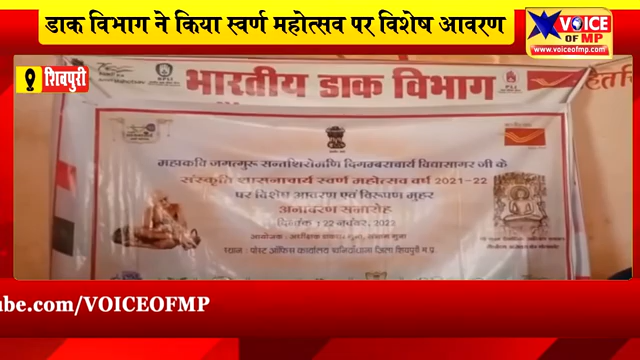 डाक विभाग ने किया स्वर्ण महोत्सव पर विशेष आवरण
VOICE
OF MP
www.voiceofmp.com
शिवपुरी
भारतीय डाक विभाग
महाकवि जगतगुरू सन्तशिरोमणि दिगम्बराचार्य विद्यासागर जी के
संस्कृति शासनाचार्य स्वर्ण महोत्सव वर्ष 2021-22
पर विशेष आवरण एवं विरूपण मुहर
अनावरण समारोह
दिनांक : 22 नवंबर, 2022
स्थान : पोस्ट ऑफिस कार्यालय खनियाँधाना जिला शिवपुरी म.प्र.
ube.com/VOICEOFMP